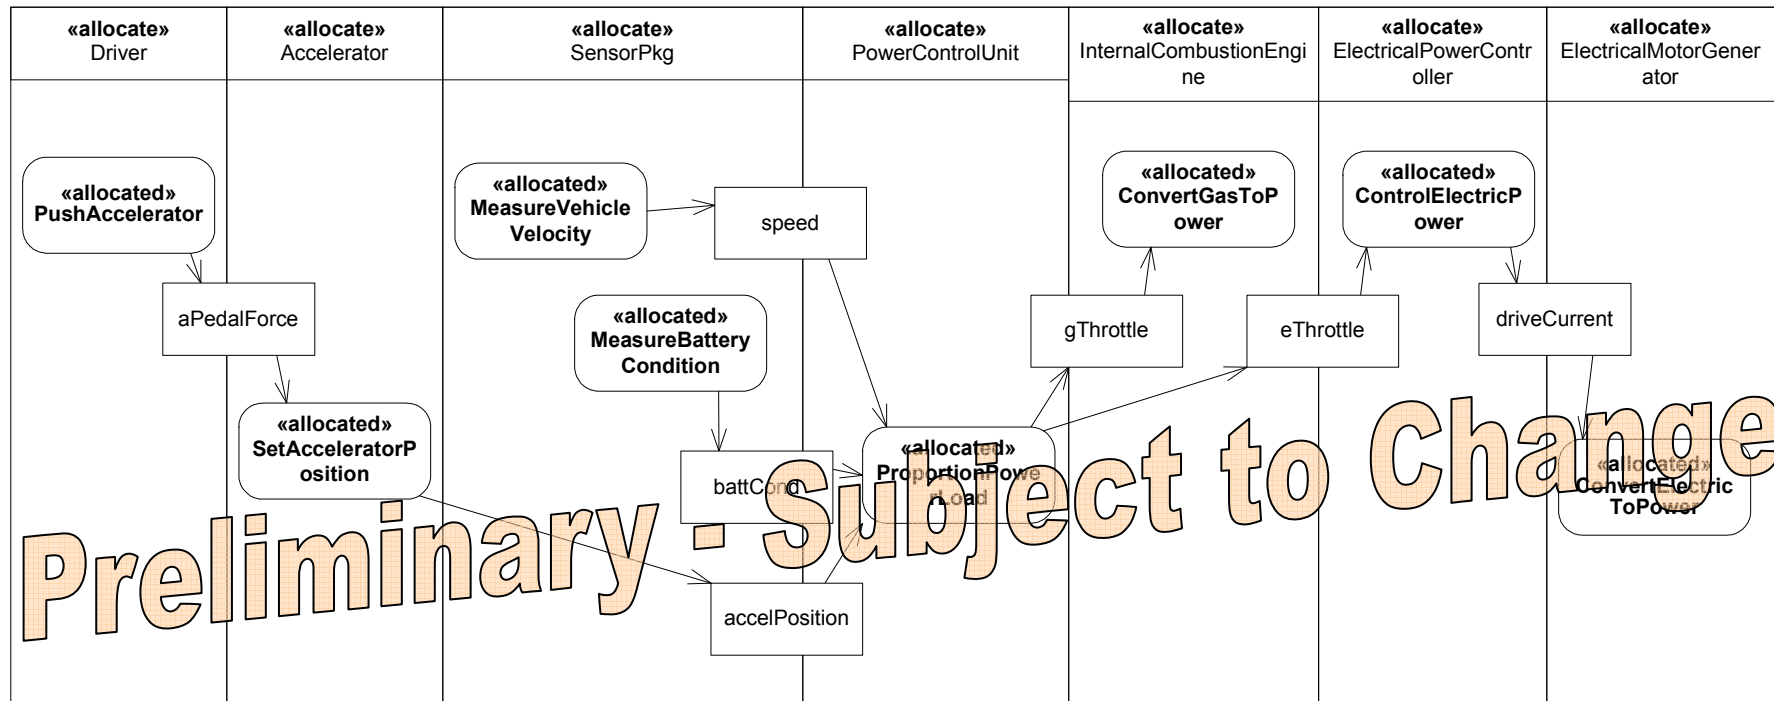 «allocate»
Driver
«allocate»
Accelerator
«allocate»
SensorPkg
«allocate»
PowerControlUnit
«allocate»
InternalCombustionEngi
ne
«allocate»
ElectricalPowerContr
oller
«allocate»
ElectricalMotorGener
ator
«allocated»
PushAccelerator
«allocated»
MeasureVehicle
Velocity
speed
«allocated»
ConvertGasToP
ower
«allocated»
ControlElectricP
ower
aPedalForce
«allocated»
MeasureBattery
Condition
gThrottle
eThrottle
driveCurrent
«allocated»
SetAcceleratorP
osition
battCond
«allocated»
ProportionPowe
rLoad
«allocated»
ConvertElectric
ToPower
accelPosition
Preliminary - Subject to Change